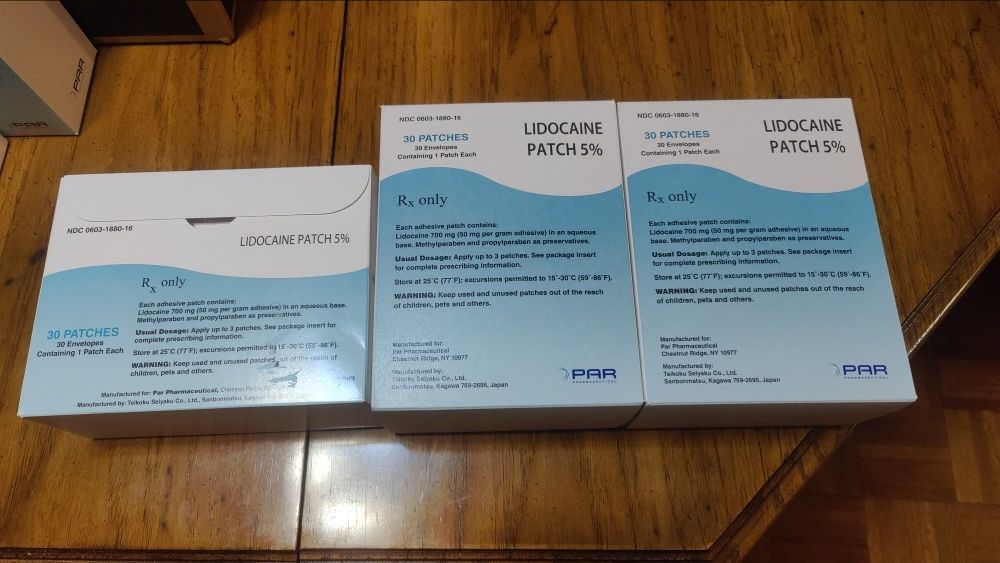 PAR
PAR
NDC 0603-1880-16
LIDOCAINE PATCH 5%
Rx only
Each adhesive patch contains:
Lidocaine 700 mg (50 mg per gram adhesive) in an aqueous base.
Methylparaben and propylparaben as preservatives.
30 PATCHES
30 Envelopes
Containing 1 Patch Each
Usual Dosage: Apply up to 3 patches. See package insert for
complete prescribing information.
Store at 25˚C (77˚F); excursions permitted to 15˚-30˚C (59˚-86˚F).
WARNING: Keep used and unused patches out of the reach of
children, pets and others.
Manufactured for: Par Pharmaceutical, Chestnut
Manufactured by: Teikoku Seiyaku Co., Ltd., Sanbonmatsu, Kagawa
NDC 0603-1880-16
30 PATCHES
30 Envelopes
Containing 1 Patch Each
LIDOCAINE
PATCH 5%
Rx only
Each adhesive patch contains:
Lidocaine 700 mg (50 mg per gram adhesive) in an aqueous
base. Methylparaben and propylparaben as preservatives.
Usual Dosage: Apply up to 3 patches. See package insert
for complete prescribing information.
Store at 25˚C (77˚F); excursions permitted to 15˚-30˚C (59˚-86˚F).
WARNING: Keep used and unused patches out of the reach
of children, pets and others.
Manufactured for:
Par Pharmaceutical
Chestnut Ridge, NY 10977
Manufactured by:
Teikoku Seiyaku Co., Ltd.
Sanbonmatsu, Kagawa 769-2695, Japan
PAR
PHARMACEUTICAL
NDC 0603-1880-16
30 PATCHES
30 Envelopes
Containing 1 Patch Each
LIDOCAINE
PATCH 5%
Rx only
Each adhesive patch contains:
Lidocaine 700 mg (50 mg per gram adhesive) in an aqueous
base. Methylparaben and propylparaben as preservatives.
Usual Dosage: Apply up to 3 patches. See package insert
for complete prescribing information.
Store at 25˚C (77˚F); excursions permitted to 15˚-30˚C (59˚-86˚F).
WARNING: Keep used and unused patches out of the reach
of children, pets and others.
Manufactured for:
Par Pharmaceutical
Chestnut Ridge, NY 10977
Manufactured by:
Teikoku Seiyaku Co., Ltd.
Sanbonmatsu, Kagawa 769-2695, Japan
PAR
PHARMACEUTICAL